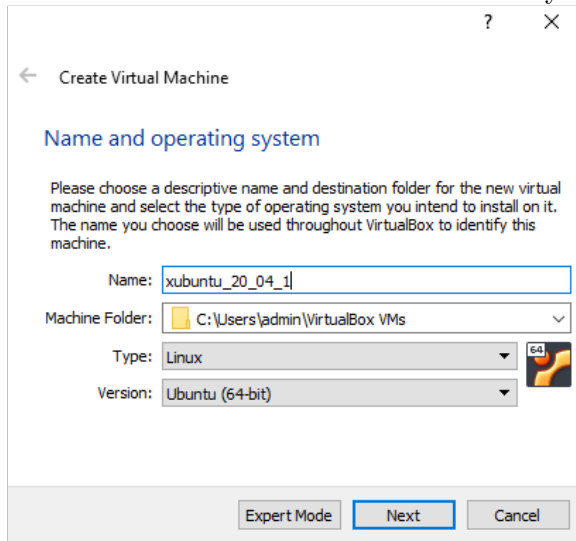 ?
Create Virtual Machine
Name and operating system
Please choose a descriptive name and destination folder for the new virtual
machine and select the type of operating system you intend to install on it.
The name you choose will be used throughout VirtualBox to identify this
machine.
Name: xubuntu_20_04_1
Machine Folder: C:\Users\admin\VirtualBox VMs
Type: Linux
64
Version: Ubuntu (64-bit)
Expert Mode Next Cancel